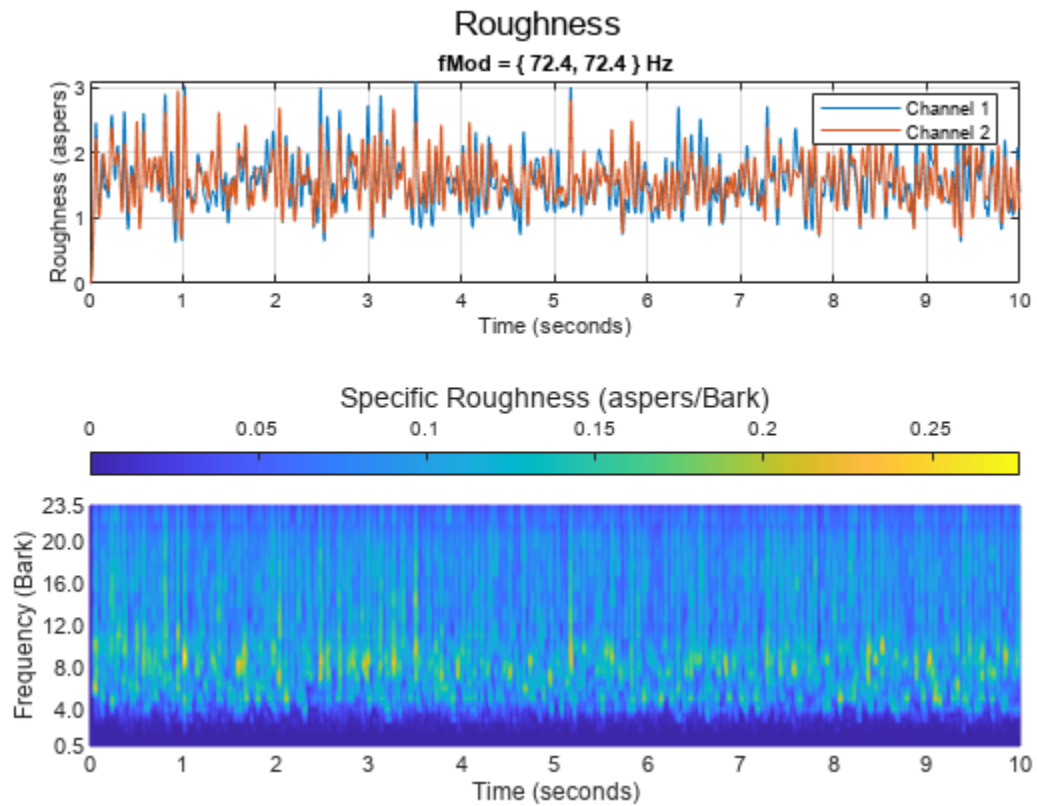 Roughness
fMod = { 72.4, 72.4 } Hz
Roughness (aspers)
3
2
1
0
Channel 1
Channel 2
0 1 2 3 4 5 6 7 8 9 10
Time (seconds)
Specific Roughness (aspers/Bark)
0 0.05 0.1 0.15 0.2 0.25
Frequency (Bark)
23.5
20.0
16.0
12.0
8.0
4.0
0.5
0 1 2 3 4 5 6 7 8 9 10
Time (seconds)